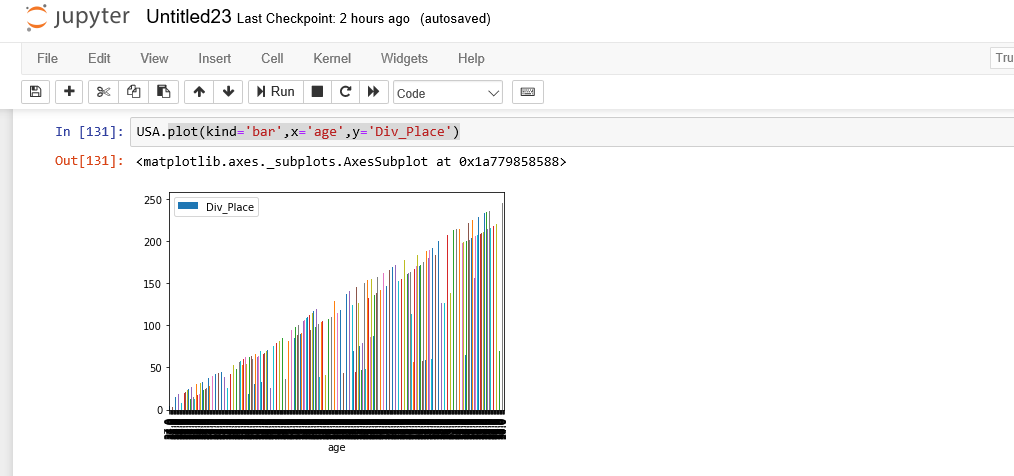 jupyter Untitled23 Last Checkpoint: 2 hours ago (autosaved)
File Edit View Insert Cell Kernel Widgets Help Tru
Run Code
In [131]: USA.plot(kind='bar',x='age',y='Div_Place')
Out[131]: <matplotlib.axes._subplots.AxesSubplot at 0x1a779858588>
Div_Place
250
200
150
100
50
0
age